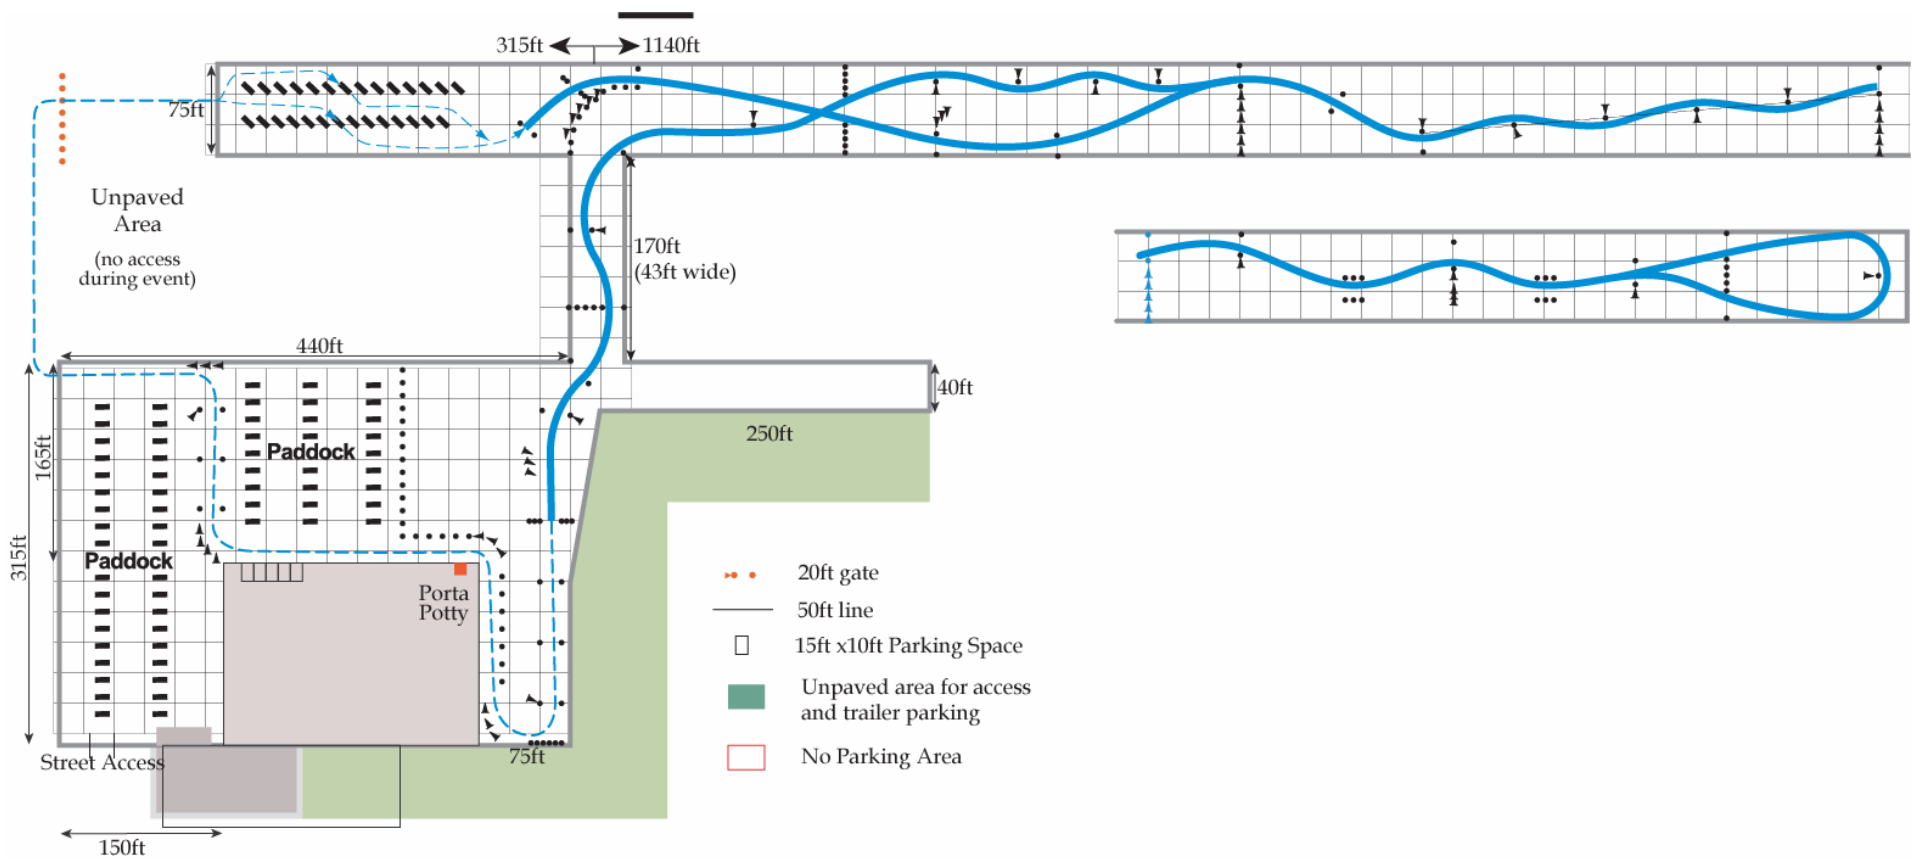 315ft
1140ft
75ft
Unpaved
Area
(no access
during event)
170ft
(43ft wide)
440ft
40ft
250ft
165ft
Paddock
315ft
Paddock
Porta
Potty
20ft gate
50ft line
15ft x10ft Parking Space
Unpaved area for access
and trailer parking
No Parking Area
75ft
Street Access
150ft